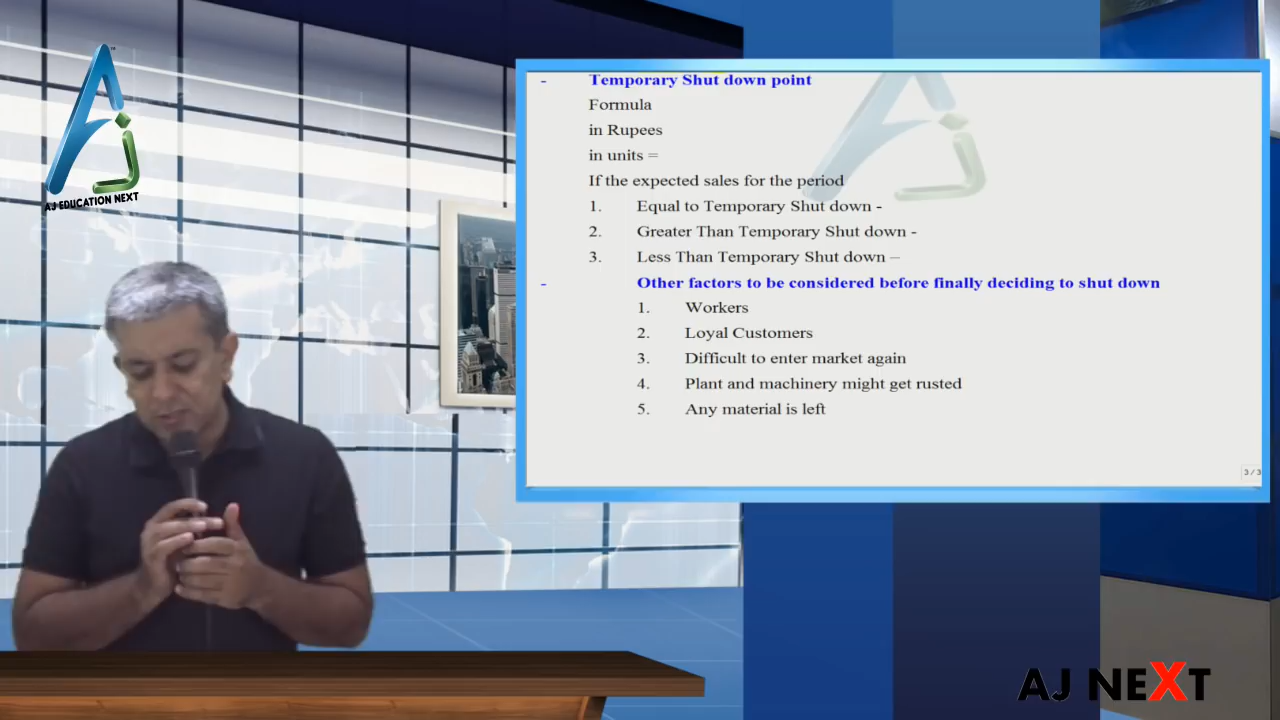 AJ EDUCATION NEXT
- Temporary Shut down point
Formula
in Rupees
in units =
If the expected sales for the period
1. Equal to Temporary Shut down -
2. Greater Than Temporary Shut down -
3. Less Than Temporary Shut down –
- Other factors to be considered before finally deciding to shut down
1. Workers
2. Loyal Customers
3. Difficult to enter market again
4. Plant and machinery might get rusted
5. Any material is left
3 / 3
AJ NEXT